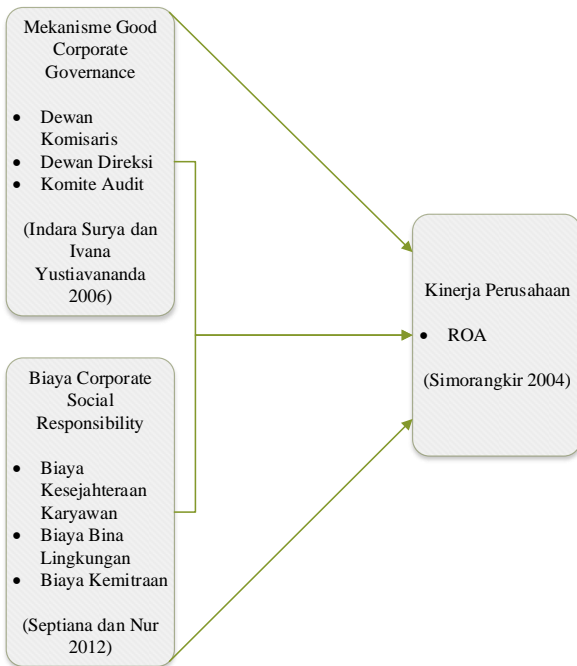 Mekanisme Good
Corporate
Governance
• Dewan
Komisaris
• Dewan Direksi
• Komite Audit
(Indara Surya dan
Ivana
Yustiavananda
2006)
Biaya Corporate
Social
Responsibility
• Biaya
Kesejahteraan
Karyawan
• Biaya Bina
Lingkungan
• Biaya Kemitraan
(Septiana dan Nur
2012)
Kinerja Perusahaan
• ROA
(Simorangkir 2004)